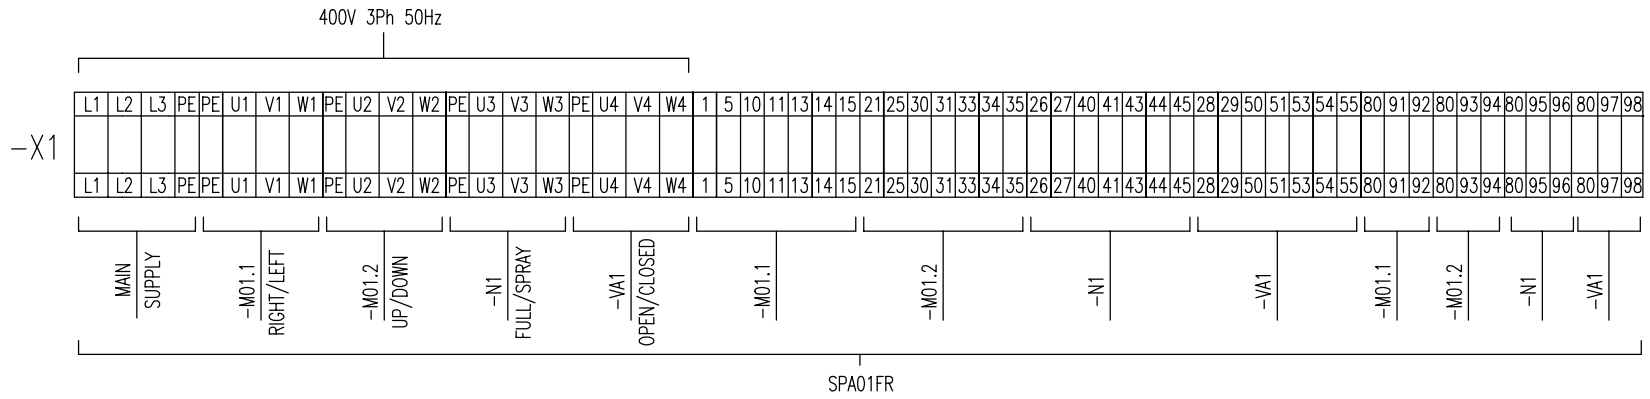 400V 3Ph 50Hz
L1 L2 L3 PE PE U1 V1 W1 PE U2 V2 W2 PE U3 V3 W3 PE U4 V4 W4 1 5 10 11 13 14 15 21 25 30 31 33 34 35 26 27 40 41 43 44 45 28 29 50 51 53 54 55 80 91 92 80 93 94 80 95 96 80 97 98
-X1
L1 L2 L3 PE PE U1 V1 W1 PE U2 V2 W2 PE U3 V3 W3 PE U4 V4 W4 1 5 10 11 13 14 15 21 25 30 31 33 34 35 26 27 40 41 43 44 45 28 29 50 51 53 54 55 80 91 92 80 93 94 80 95 96 80 97 98
MAIN
SUPPLY
-M01.1
RIGHT/LEFT
-M01.2
UP/DOWN
-N1
FULL/SPRAY
-VA1
OPEN/CLOSED
-M01.1
-M01.2
-N1
-VA1
-M01.1
-M01.2
-N1
-VA1
SPA01FR